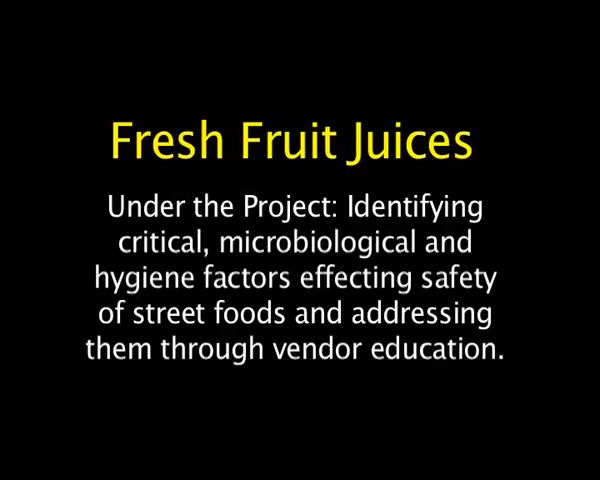 Fresh Fruit Juices
Under the Project: Identifying
critical, microbiological and
hygiene factors effecting safety
of street foods and addressing
them through vendor education.